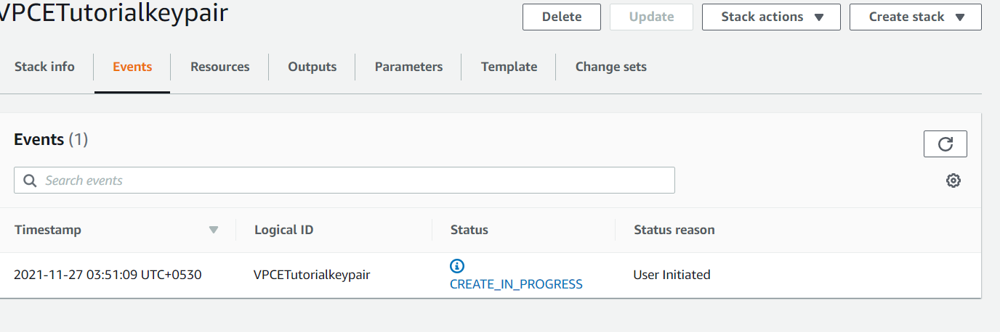 VPCETutorialkeypair
Delete
Update
Stack actions
Create stack
Stack info
Events
Resources
Outputs
Parameters
Template
Change sets
Events (1)
Search events
Timestamp
Logical ID
Status
Status reason
2021-11-27 03:51:09 UTC+0530
VPCETutorialkeypair
CREATE_IN_PROGRESS
User Initiated